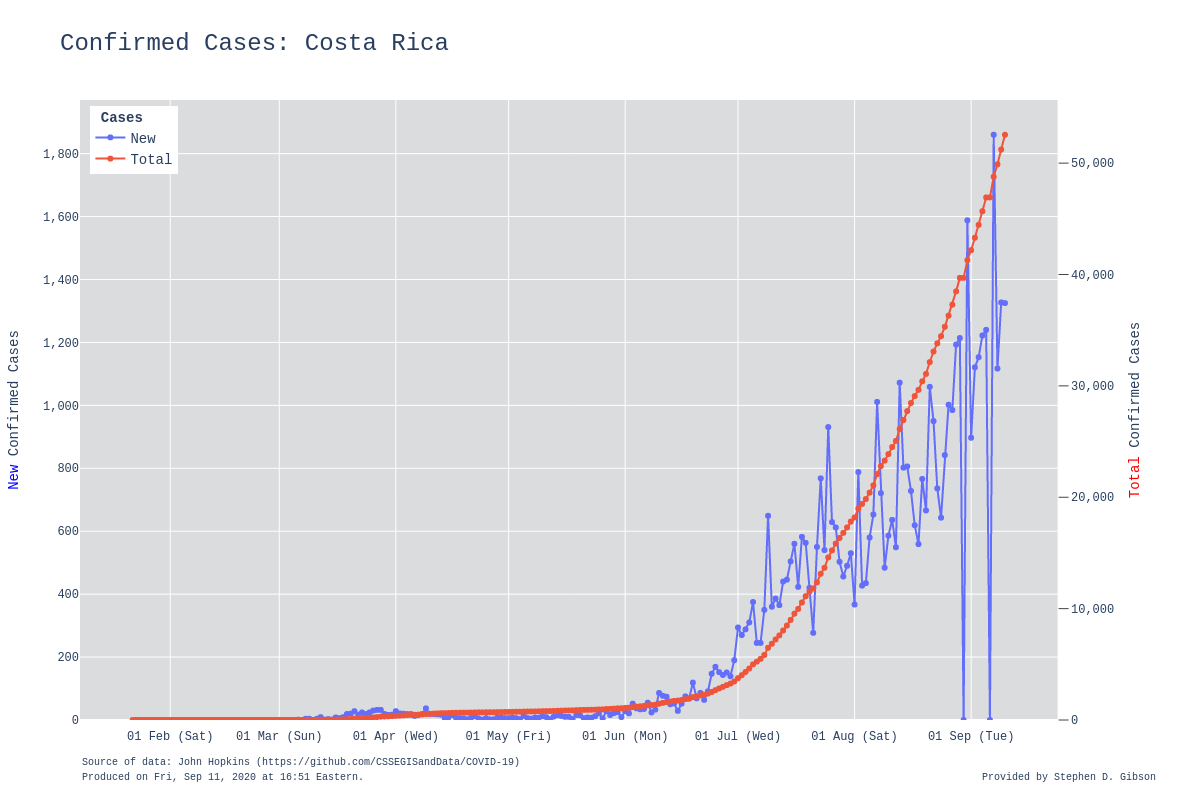 Confirmed Cases: Costa Rica
Cases
New
Total
1,800
1,600
1,400
1,200
1,000
800
600
400
200
0
New Confirmed Cases
50,000
40,000
30,000
20,000
10,000
0
Total Confirmed Cases
01 Feb (Sat)
01 Mar (Sun)
01 Apr (Wed)
01 May (Fri)
01 Jun (Mon)
01 Jul (Wed)
01 Aug (Sat)
01 Sep (Tue)
Source of data: John Hopkins (https://github.com/CSSEGISandData/COVID-19)
Produced on Fri, Sep 11, 2020 at 16:51 Eastern.
Provided by Stephen D. Gibson